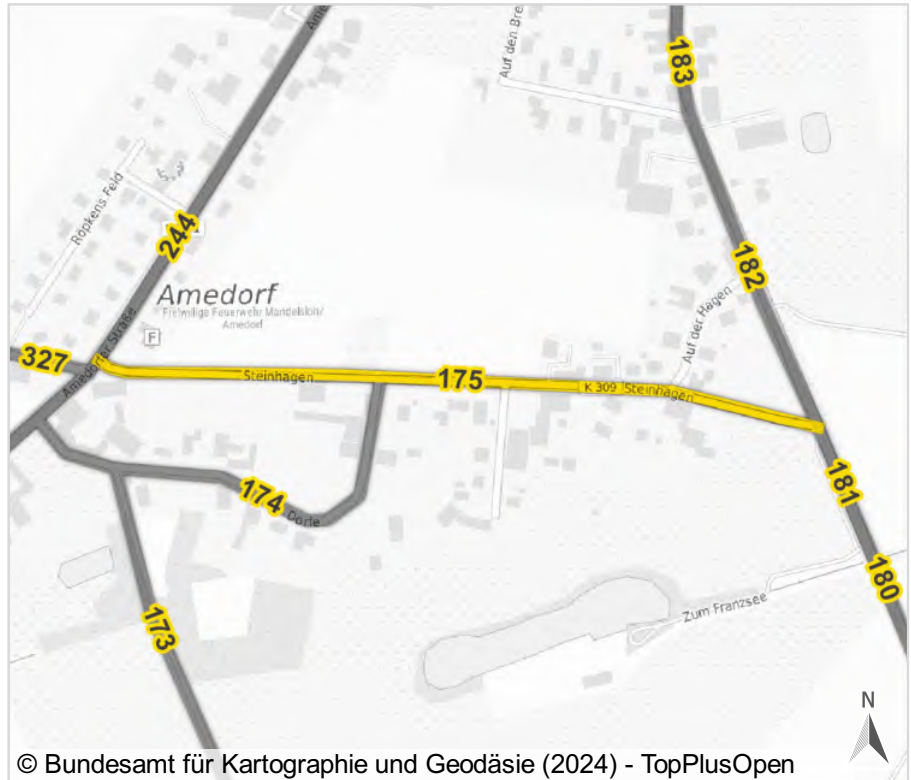 Ame
Auf den Bre
183
Röpkens Feld
244
182
Amedorf
Freiwillige Feuerwehr Mandelsloh/
Amedorf
F
Amedorfer Straße
Auf der Hagen
327
Steinhagen
175
K 309
Steinhagen
174
Dorfe
181
180
173
Zum Franzsee
N
© Bundesamt für Kartographie und Geodäsie (2024) - TopPlusOpen